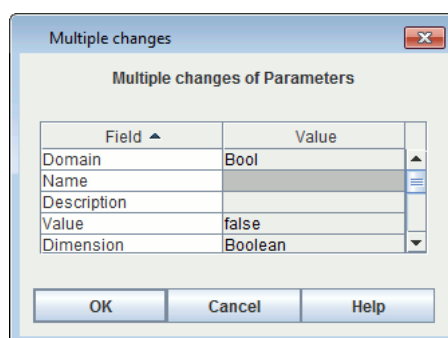 Multiple changes
Multiple changes of Parameters
Field Value
Domain Bool
Name
Description
Value false
Dimension Boolean
OK Cancel Help